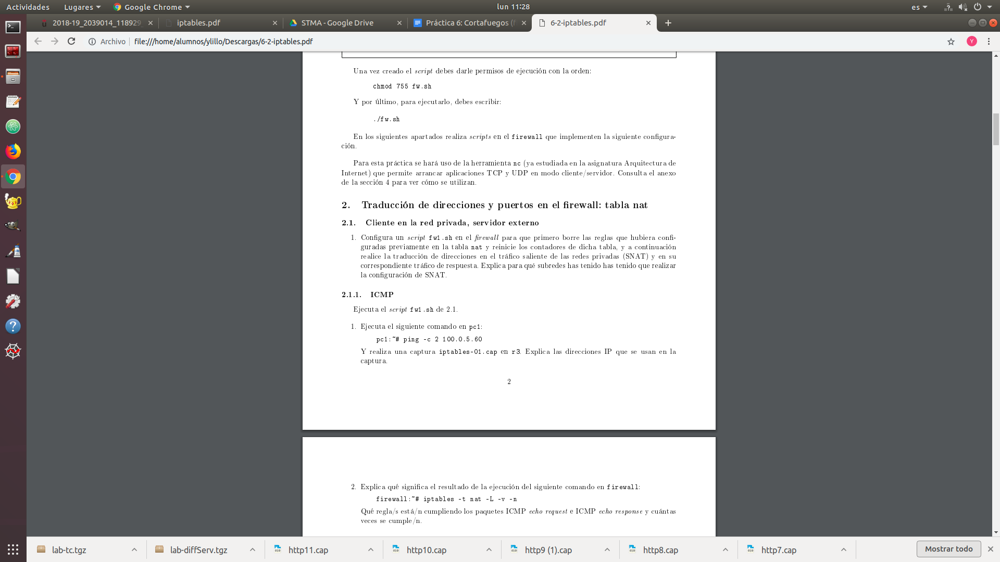 Actividades Lugares Google Chrome lun 11:28 es
2018-19_2039014_118929_ iptables.pdf STMA - Google Drive Práctica 6: Cortafuegos (f 6-2-iptables.pdf
Archivo file:///home/alumnos/ylillo/Descargas/6-2-iptables.pdf Y
Una vez creado el script debes darle permisos de ejecución con la orden:
chmod 755 fw.sh
Y por último, para ejecutarlo, debes escribir:
./fw.sh
En los siguientes apartados realiza scripts en el firewall que implementen la siguiente configura-
ción.
Para esta práctica se hará uso de la herramienta nc (ya estudiada en la asignatura Arquitectura de
Internet) que permite arrancar aplicaciones TCP y UDP en modo cliente/servidor. Consulta el anexo
de la sección 4 para ver cómo se utilizan.
2. Traducción de direcciones y puertos en el firewall: tabla nat
2.1. Cliente en la red privada, servidor externo
1. Configura un script fw1.sh en el firewall para que primero borre las reglas que hubiera confi-
guradas previamente en la tabla nat y reinicie los contadores de dicha tabla, y a continuación
realice la traducción de direcciones en el tráfico saliente de las redes privadas (SNAT) y en su
correspondiente tráfico de respuesta. Explica para qué subredes has tenido has tenido que realizar
la configuración de SNAT.
2.1.1. ICMP
Ejecuta el script fw1.sh de 2.1.
1. Ejecuta el siguiente comando en pc1:
pc1:~# ping -c 2 100.0.5.60
Y realiza una captura iptables-01.cap en r3. Explica las direcciones IP que se usan en la
captura.
2
2. Explica qué significa el resultado de la ejecución del siguiente comando en firewall:
firewall:~# iptables -t nat -L -v -n
Qué regla/s está/n cumpliendo los paquetes ICMP echo request e ICMP echo response y cuántas
veces se cumple/n.
lab-tc.tgz lab-diffServ.tgz http11.cap http10.cap http9 (1).cap http8.cap http7.cap Mostrar todo